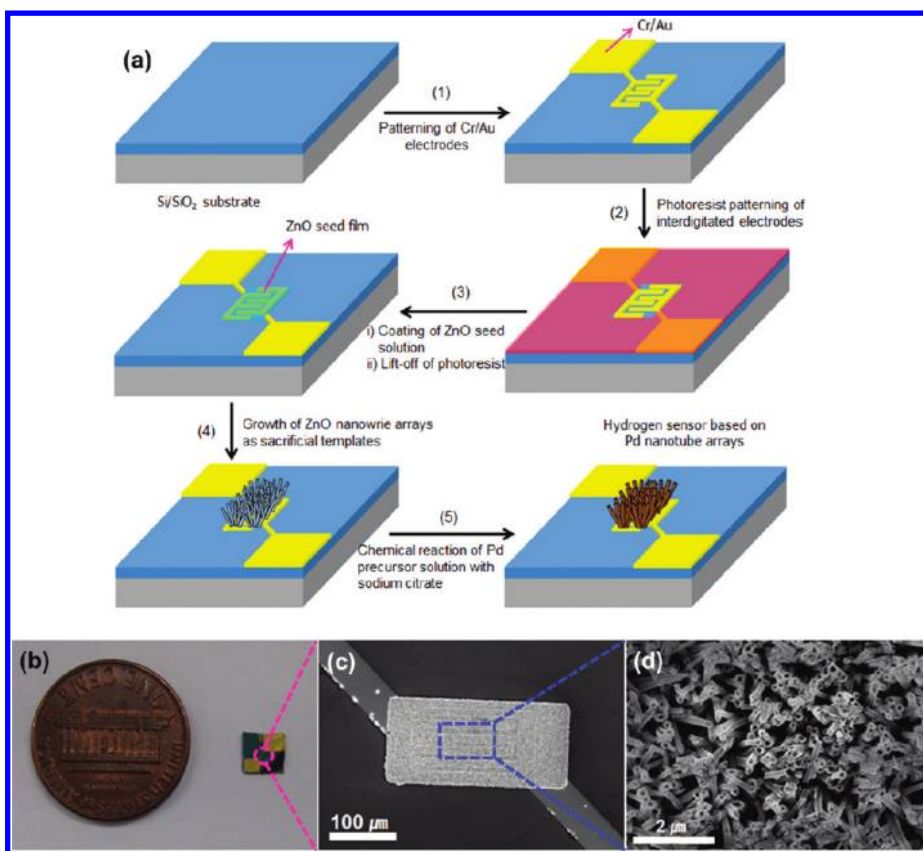 (a)
Cr/Au
(1)
Patterning of Cr/Au
electrodes
Si/SiO₂ substrate
(2)
Photoresist patterning of
interdigitated electrodes
ZnO seed film
(3)
i) Coating of ZnO seed
solution
ii) Lift-off of photoresist
(4)
Growth of ZnO nanowrie arrays
as sacrificial templates
Hydrogen sensor based on
Pd nanotube arrays
(5)
Chemical reaction of Pd
precursor solution with
sodium citrate
(b)
ONE CENT
(c)
100 μm
(d)
2 μm